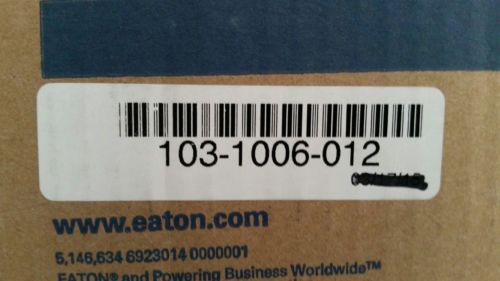 103-1006-012
www.eaton.com
5,146,634 6923014 0000001
EATON® and Powering Business Worldwide™